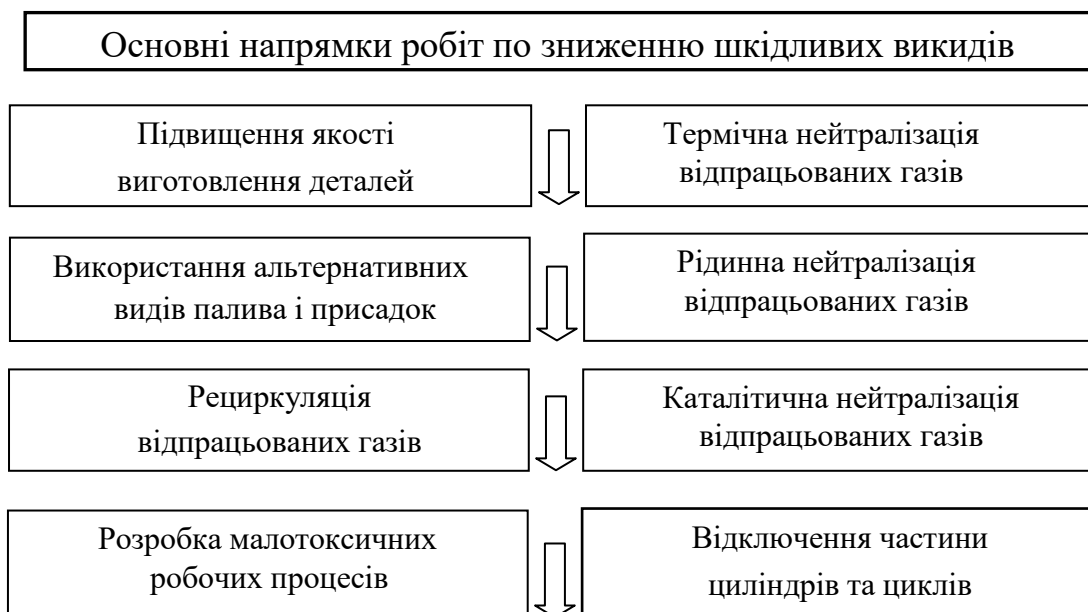 Основні напрямки робіт по зниженню шкідливих викидів
Підвищення якості
виготовлення деталей
Термічна нейтралізація
відпрацьованих газів
Використання альтернативних
видів палива і присадок
Рідинна нейтралізація
відпрацьованих газів
Рециркуляція
відпрацьованих газів
Каталітична нейтралізація
відпрацьованих газів
Розробка малотоксичних
робочих процесів
Відключення частини
циліндрів та циклів